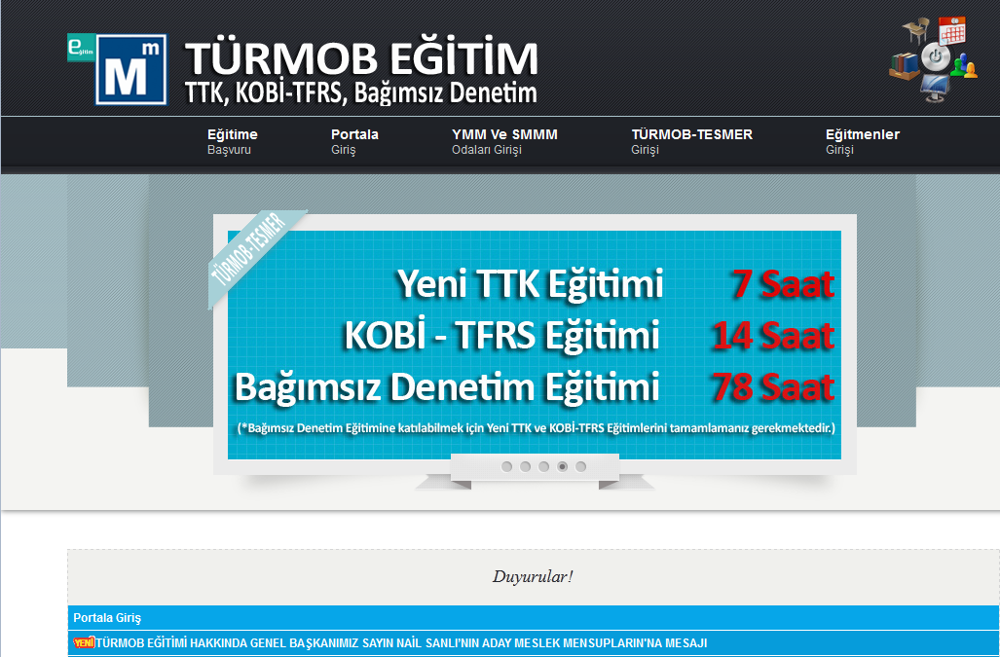 eğitim
Mm
TÜRMOB EĞİTİM
TTK, KOBİ-TFRS, Bağımsız Denetim
Eğitime
Başvuru
Portala
Giriş
YMM Ve SMMM
Odaları Girişi
TÜRMOB-TESMER
Girişi
Eğitmenler
Girişi
TÜRMOB-TESMER
Yeni TTK Eğitimi 7 Saat
KOBİ - TFRS Eğitimi 14 Saat
Bağımsız Denetim Eğitimi 78 Saat
(*Bağımsız Denetim Eğitimine katılabilmek için Yeni TTK ve KOBİ-TFRS Eğitimlerini tamamlamanız gerekmektedir.)
Duyurular!
Portala Giriş
YENİ TÜRMOB EĞİTİMİ HAKKINDA GENEL BAŞKANIMIZ SAYIN NAİL SANLI'NIN ADAY MESLEK MENSUPLARIN'NA MESAJI